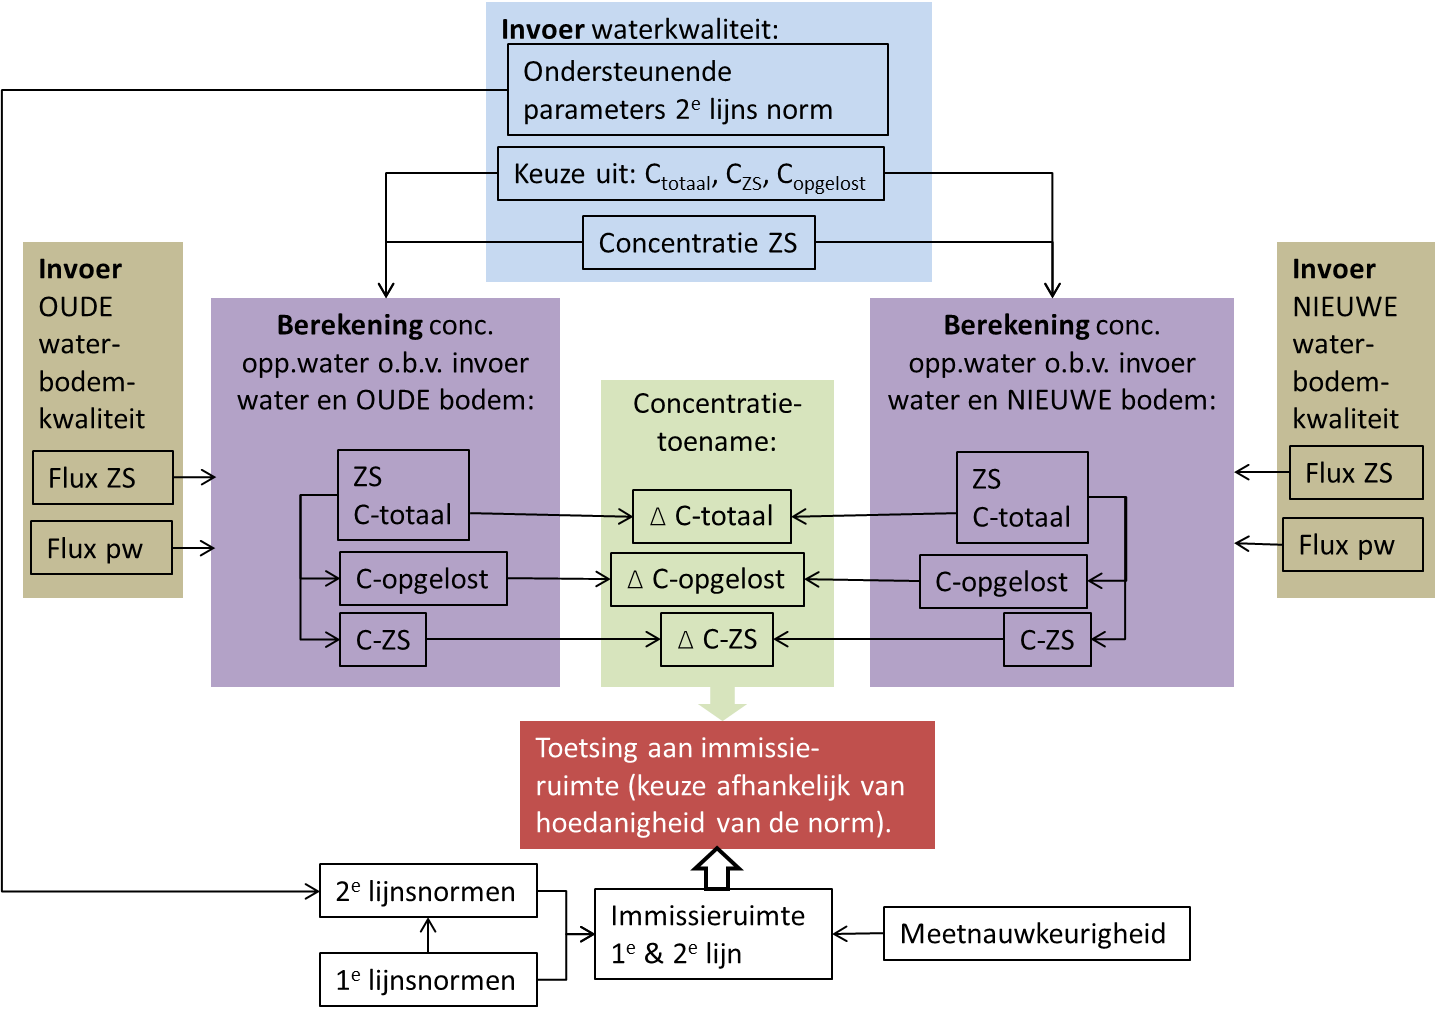 Invoer waterkwaliteit:
Ondersteunende
parameters 2e lijns norm
Keuze uit: Ctotaal, CZS, Copgelost
Concentratie ZS
Invoer
OUDE
water-
bodem-
kwaliteit
Flux ZS
Flux pw
Berekening conc.
opp.water o.b.v. invoer
water en OUDE bodem:
ZS
C-totaal
C-opgelost
C-ZS
Concentratie-
toename:
Δ C-totaal
Δ C-opgelost
Δ C-ZS
Berekening conc.
opp.water o.b.v. invoer
water en NIEUWE bodem:
ZS
C-totaal
C-opgelost
C-ZS
Invoer
NIEUWE
water-
bodem-
kwaliteit
Flux ZS
Flux pw
Toetsing aan immissie-
ruimte (keuze afhankelijk van
hoedanigheid van de norm).
2e lijnsnormen
1e lijnsnormen
Immissieruimte
1e & 2e lijn
Meetnauwkeurigheid